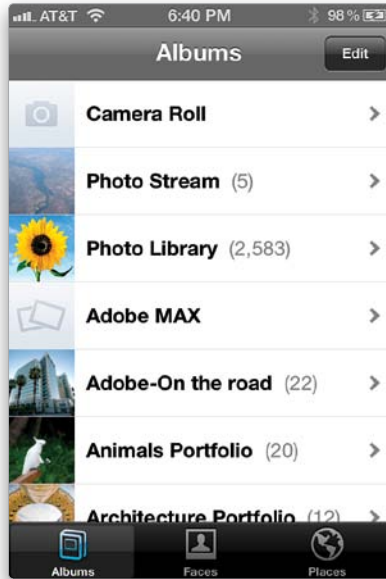 AT&T 6:40 PM 98%
Albums Edit
Camera Roll
Photo Stream (5)
Photo Library (2,583)
Adobe MAX
Adobe-On the road (22)
Animals Portfolio (20)
Architecture Portfolio (12)
Albums Faces Places